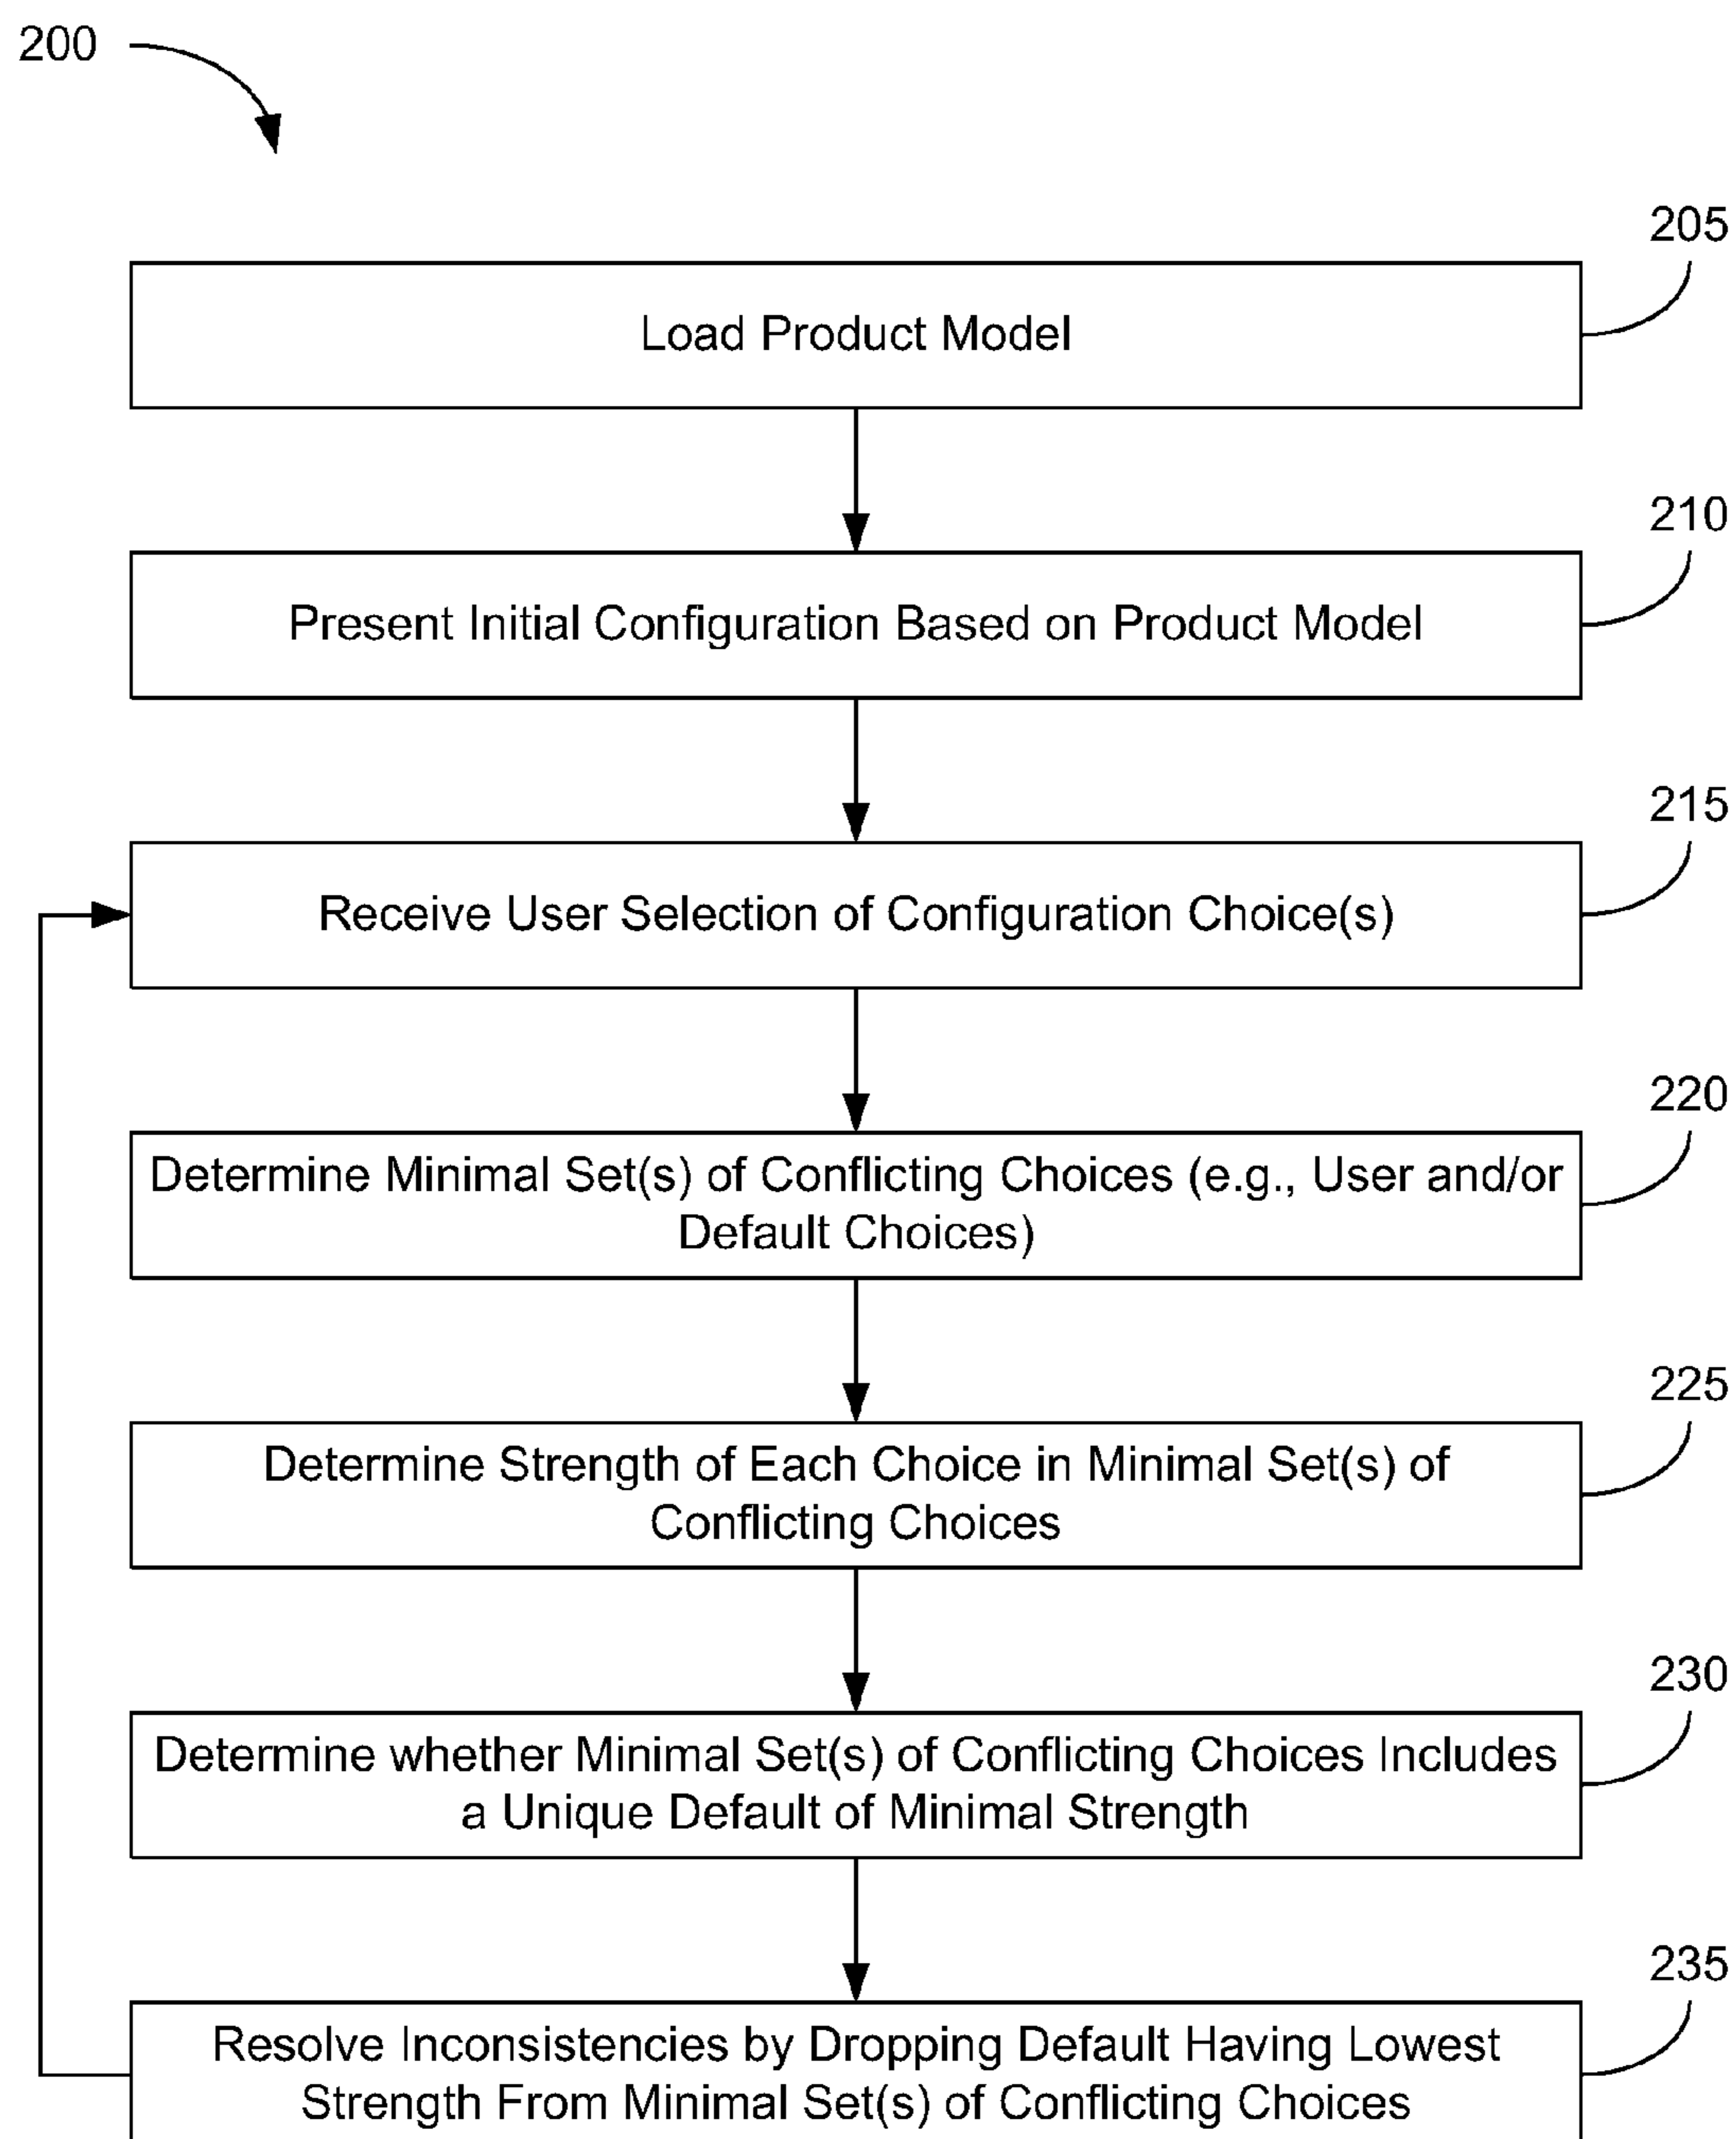 200
205
Load Product Model
210
Present Initial Configuration Based on Product Model
215
Receive User Selection of Configuration Choice(s)
220
Determine Minimal Set(s) of Conflicting Choices (e.g., User and/or
Default Choices)
225
Determine Strength of Each Choice in Minimal Set(s) of
Conflicting Choices
230
Determine whether Minimal Set(s) of Conflicting Choices Includes
a Unique Default of Minimal Strength
235
Resolve Inconsistencies by Dropping Default Having Lowest
Strength From Minimal Set(s) of Conflicting Choices